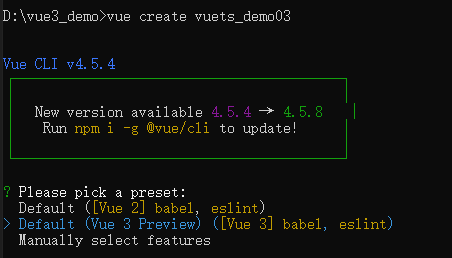 D:\vue3_demo>vue create vuets_demo03
Vue CLI v4.5.4
New version available 4.5.4 → 4.5.8
Run npm i -g @vue/cli to update!
? Please pick a preset:
Default ([Vue 2] babel, eslint)
> Default (Vue 3 Preview) ([Vue 3] babel, eslint)
Manually select features